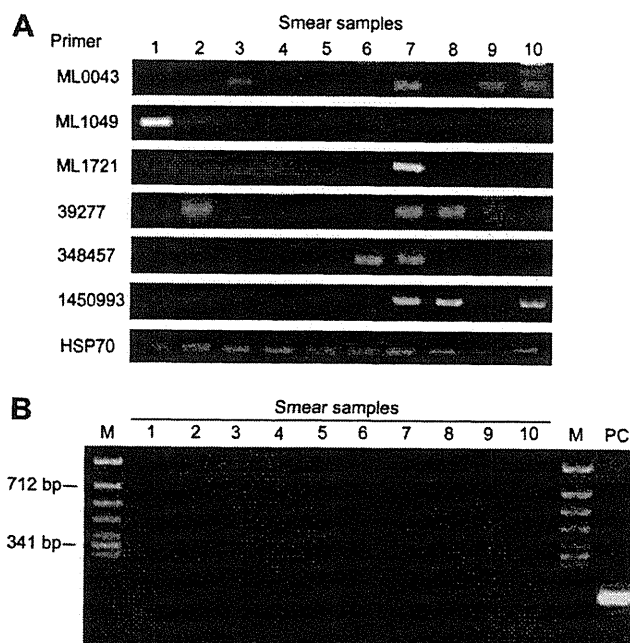 A
Smear samples
Primer
1 2 3 4 5 6 7 8 9 10
ML0043
ML1049
ML1721
39277
348457
1450993
HSP70
B
Smear samples
M 1 2 3 4 5 6 7 8 9 10 M PC
712 bp
341 bp